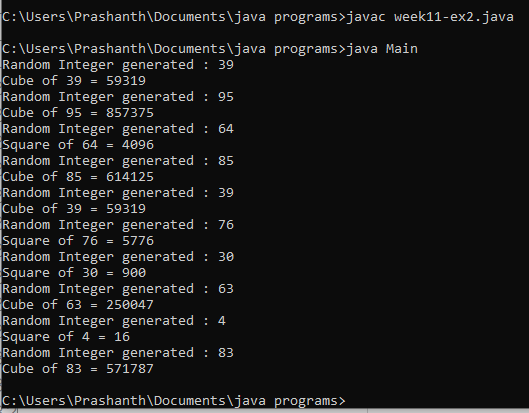 C:\Users\Prashanth\Documents\java programs>javac week11-ex2.java
C:\Users\Prashanth\Documents\java programs>java Main
Random Integer generated : 39
Cube of 39 = 59319
Random Integer generated : 95
Cube of 95 = 857375
Random Integer generated : 64
Square of 64 = 4096
Random Integer generated : 85
Cube of 85 = 614125
Random Integer generated : 39
Cube of 39 = 59319
Random Integer generated : 76
Square of 76 = 5776
Random Integer generated : 30
Square of 30 = 900
Random Integer generated : 63
Cube of 63 = 250047
Random Integer generated : 4
Square of 4 = 16
Random Integer generated : 83
Cube of 83 = 571787
C:\Users\Prashanth\Documents\java programs>